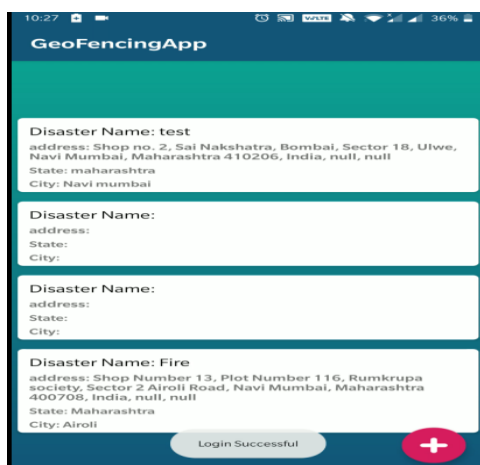 10:27 VoLTE 36%
GeoFencingApp
Disaster Name: test
address: Shop no. 2, Sai Nakshatra, Bombai, Sector 18, Ulwe,
Navi Mumbai, Maharashtra 410206, India, null, null
State: maharashtra
City: Navi mumbai
Disaster Name:
address:
State:
City:
Disaster Name:
address:
State:
City:
Disaster Name: Fire
address: Shop Number 13, Plot Number 116, Rumkrupa
society, Sector 2 Airoli Road, Navi Mumbai, Maharashtra
400708, India, null, null
State: Maharashtra
City: Airoli
Login Successful